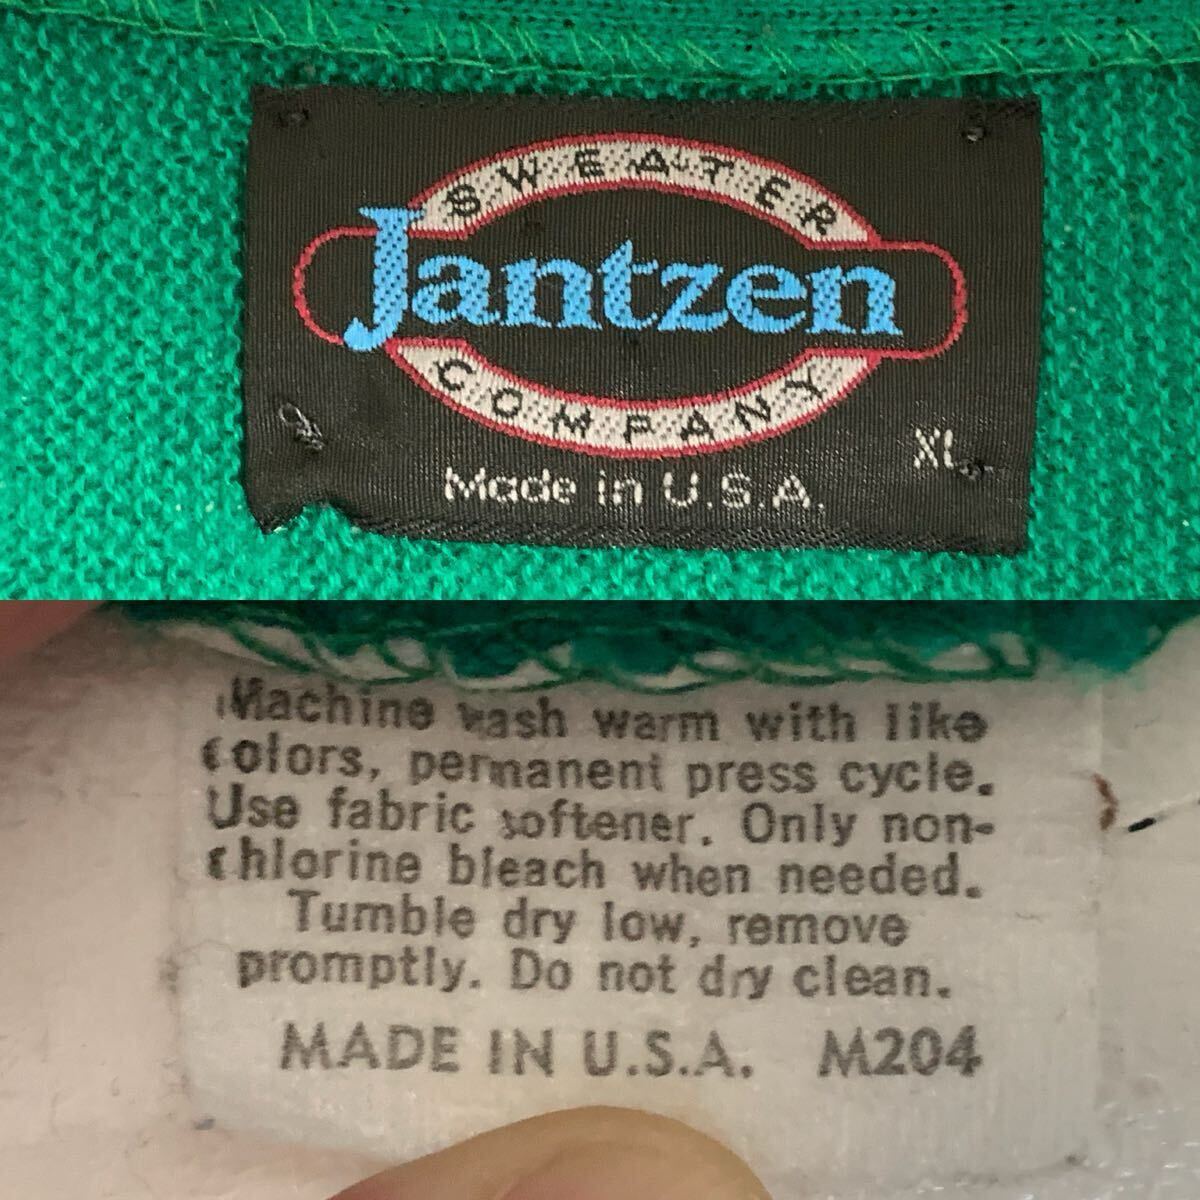 SWEATER
Jantzen
COMPANY
XL
Made in U.S.A.
Machine wash warm with like
colors, permanent press cycle.
Use fabric softener. Only non-
chlorine bleach when needed.
Tumble dry low, remove
promptly. Do not dry clean.
MADE IN U.S.A. M204